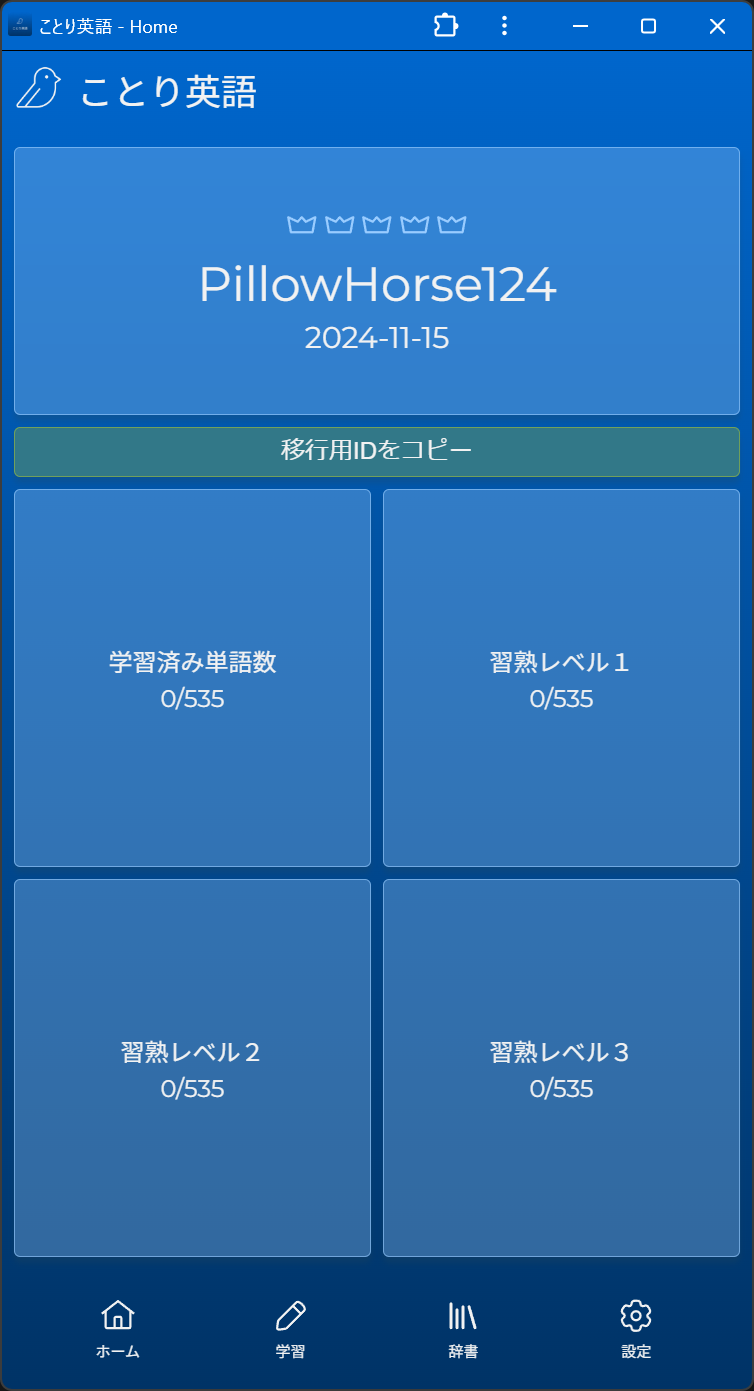 ことり英語 - Home
ことり英語
PillowHorse124
2024-11-15
移行用IDをコピー
学習済み単語数
0/535
習熟レベル１
0/535
習熟レベル２
0/535
習熟レベル３
0/535
ホーム
学習
辞書
設定